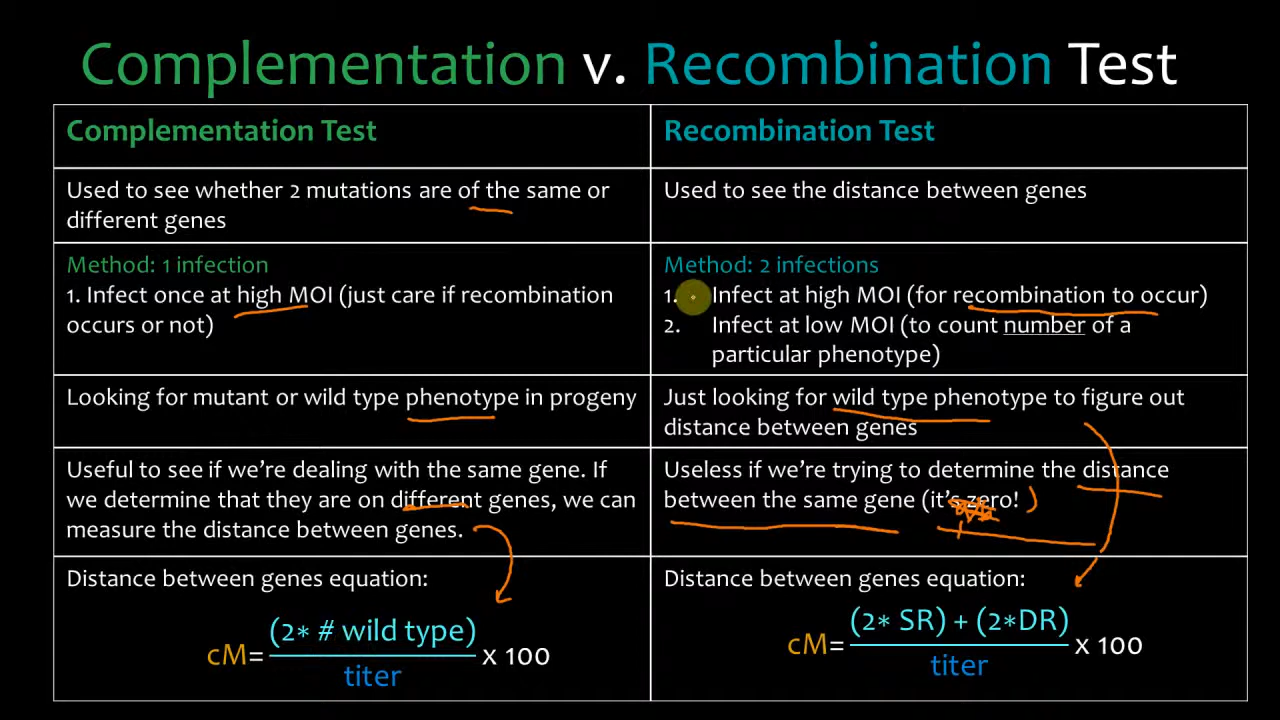 Complementation v. Recombination Test
Complementation Test
Recombination Test
Used to see whether 2 mutations are of the same or
different genes
Used to see the distance between genes
Method: 1 infection
1. Infect once at high MOI (just care if recombination
occurs or not)
Method: 2 infections
1. Infect at high MOI (for recombination to occur)
2. Infect at low MOI (to count number of a
particular phenotype)
Looking for mutant or wild type phenotype in progeny
Just looking for wild type phenotype to figure out
distance between genes
Useful to see if we’re dealing with the same gene. If
we determine that they are on different genes, we can
measure the distance between genes.
Useless if we’re trying to determine the distance
between the same gene (it’s zero! )
Distance between genes equation:
cM= (2* # wild type) / titer x 100
Distance between genes equation:
cM= (2* SR) + (2*DR) / titer x 100